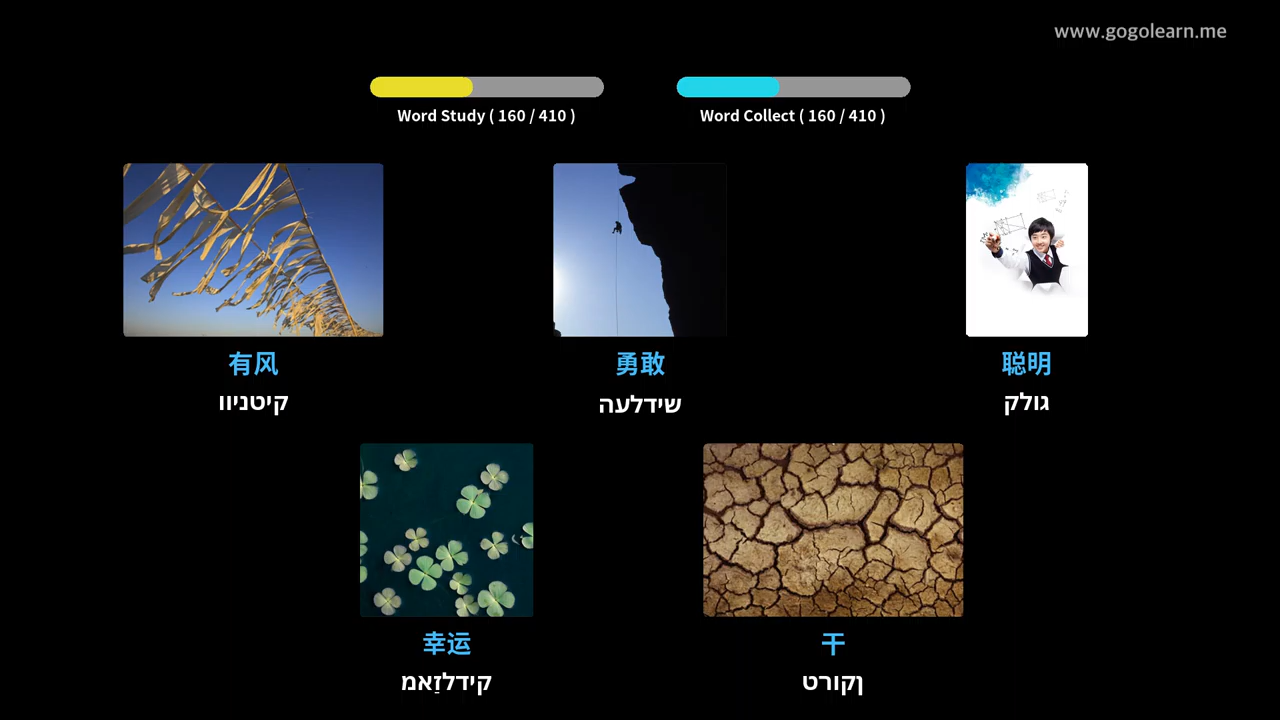 www.gogolearn.me
Word Study ( 160 / 410 )
Word Collect ( 160 / 410 )
有风
勇敢
聪明
קיטניוו
שידלעה
גולק
幸运
干
קידלזַאמ
ןקורט